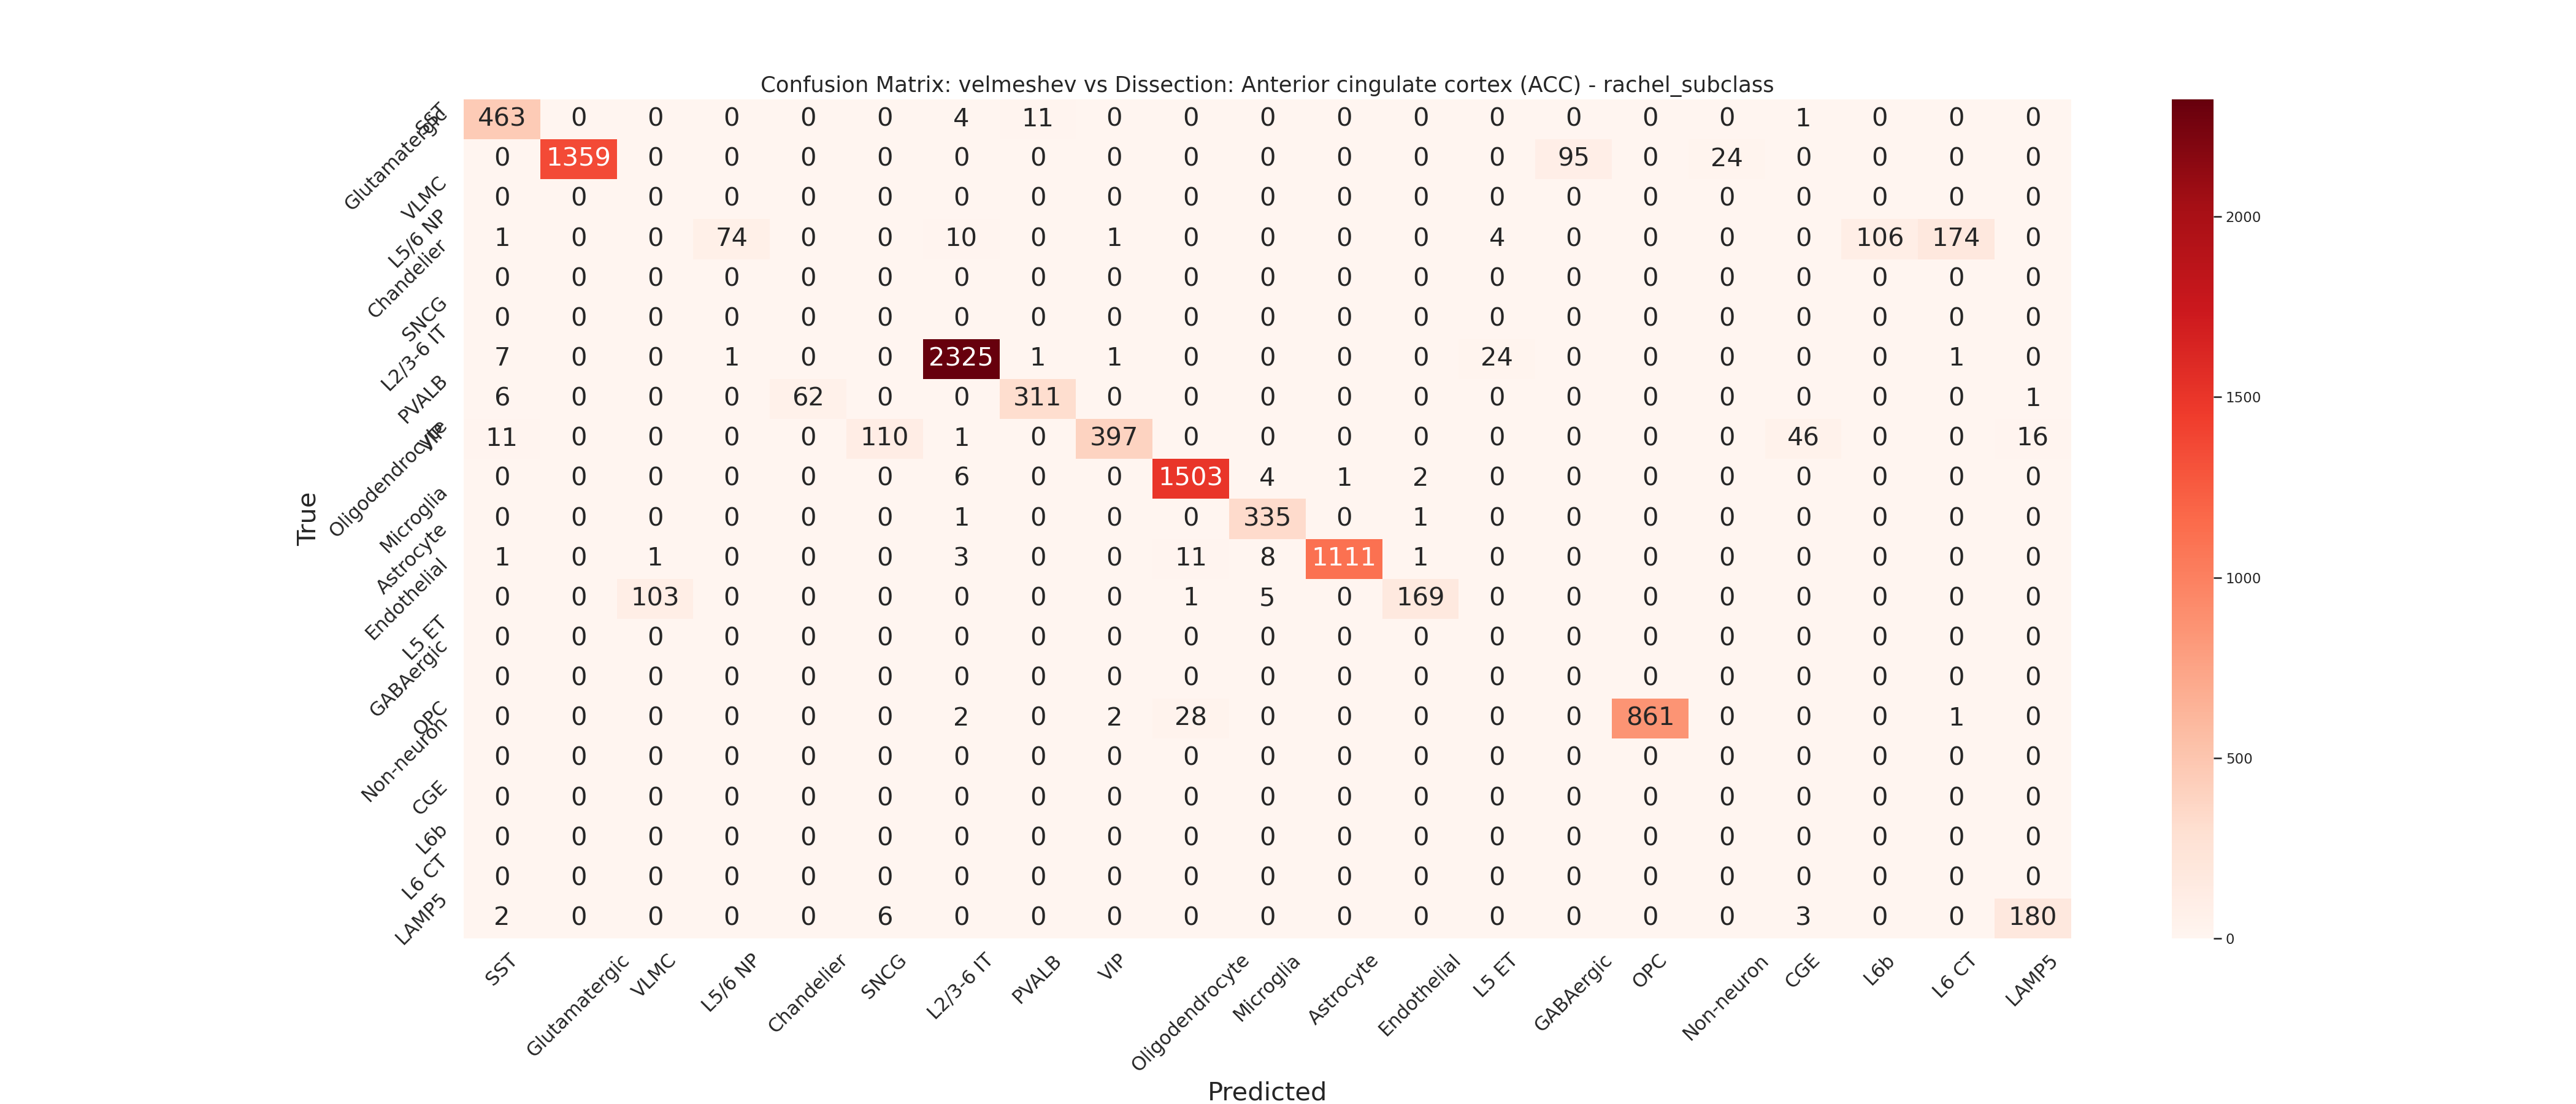 Confusion Matrix: velmeshev vs Dissection: Anterior cingulate cortex (ACC) - rachel_subclass
SST 463 0 0 0 0 0 4 11 0 0 0 0 0 0 0 0 0 1 0 0 0
Glutamatergic 0 1359 0 0 0 0 0 0 0 0 0 0 0 0 95 0 24 0 0 0 0
VLMC 0 0 0 0 0 0 0 0 0 0 0 0 0 0 0 0 0 0 0 0 0
L5/6 NP 1 0 0 74 0 0 10 0 1 0 0 0 0 4 0 0 0 0 106 174 0
Chandelier 0 0 0 0 0 0 0 0 0 0 0 0 0 0 0 0 0 0 0 0 0
SNCG 0 0 0 0 0 0 0 0 0 0 0 0 0 0 0 0 0 0 0 0 0
L2/3-6 IT 7 0 0 1 0 0 2325 1 1 0 0 0 0 24 0 0 0 0 0 1 0
PVALB 6 0 0 0 62 0 0 311 0 0 0 0 0 0 0 0 0 0 0 0 1
VIP 11 0 0 0 0 110 1 0 397 0 0 0 0 0 0 0 0 46 0 0 16
Oligodendrocyte 0 0 0 0 0 0 6 0 0 1503 4 1 2 0 0 0 0 0 0 0 0
Microglia 0 0 0 0 0 0 1 0 0 0 335 0 1 0 0 0 0 0 0 0 0
Astrocyte 1 0 1 0 0 0 3 0 0 11 8 1111 1 0 0 0 0 0 0 0 0
Endothelial 0 0 103 0 0 0 0 0 0 1 5 0 169 0 0 0 0 0 0 0 0
L5 ET 0 0 0 0 0 0 0 0 0 0 0 0 0 0 0 0 0 0 0 0 0
GABAergic 0 0 0 0 0 0 0 0 0 0 0 0 0 0 0 0 0 0 0 0 0
OPC 0 0 0 0 0 0 2 0 2 28 0 0 0 0 0 861 0 0 0 1 0
Non-neuron 0 0 0 0 0 0 0 0 0 0 0 0 0 0 0 0 0 0 0 0 0
CGE 0 0 0 0 0 0 0 0 0 0 0 0 0 0 0 0 0 0 0 0 0
L6b 0 0 0 0 0 0 0 0 0 0 0 0 0 0 0 0 0 0 0 0 0
L6 CT 0 0 0 0 0 0 0 0 0 0 0 0 0 0 0 0 0 0 0 0 0
LAMP5 2 0 0 0 0 6 0 0 0 0 0 0 0 0 0 0 0 3 0 0 180
True
SST Glutamatergic VLMC L5/6 NP Chandelier SNCG L2/3-6 IT PVALB VIP Oligodendrocyte Microglia Astrocyte Endothelial L5 ET GABAergic OPC Non-neuron CGE L6b L6 CT LAMP5
Predicted
2000
1500
1000
500
0